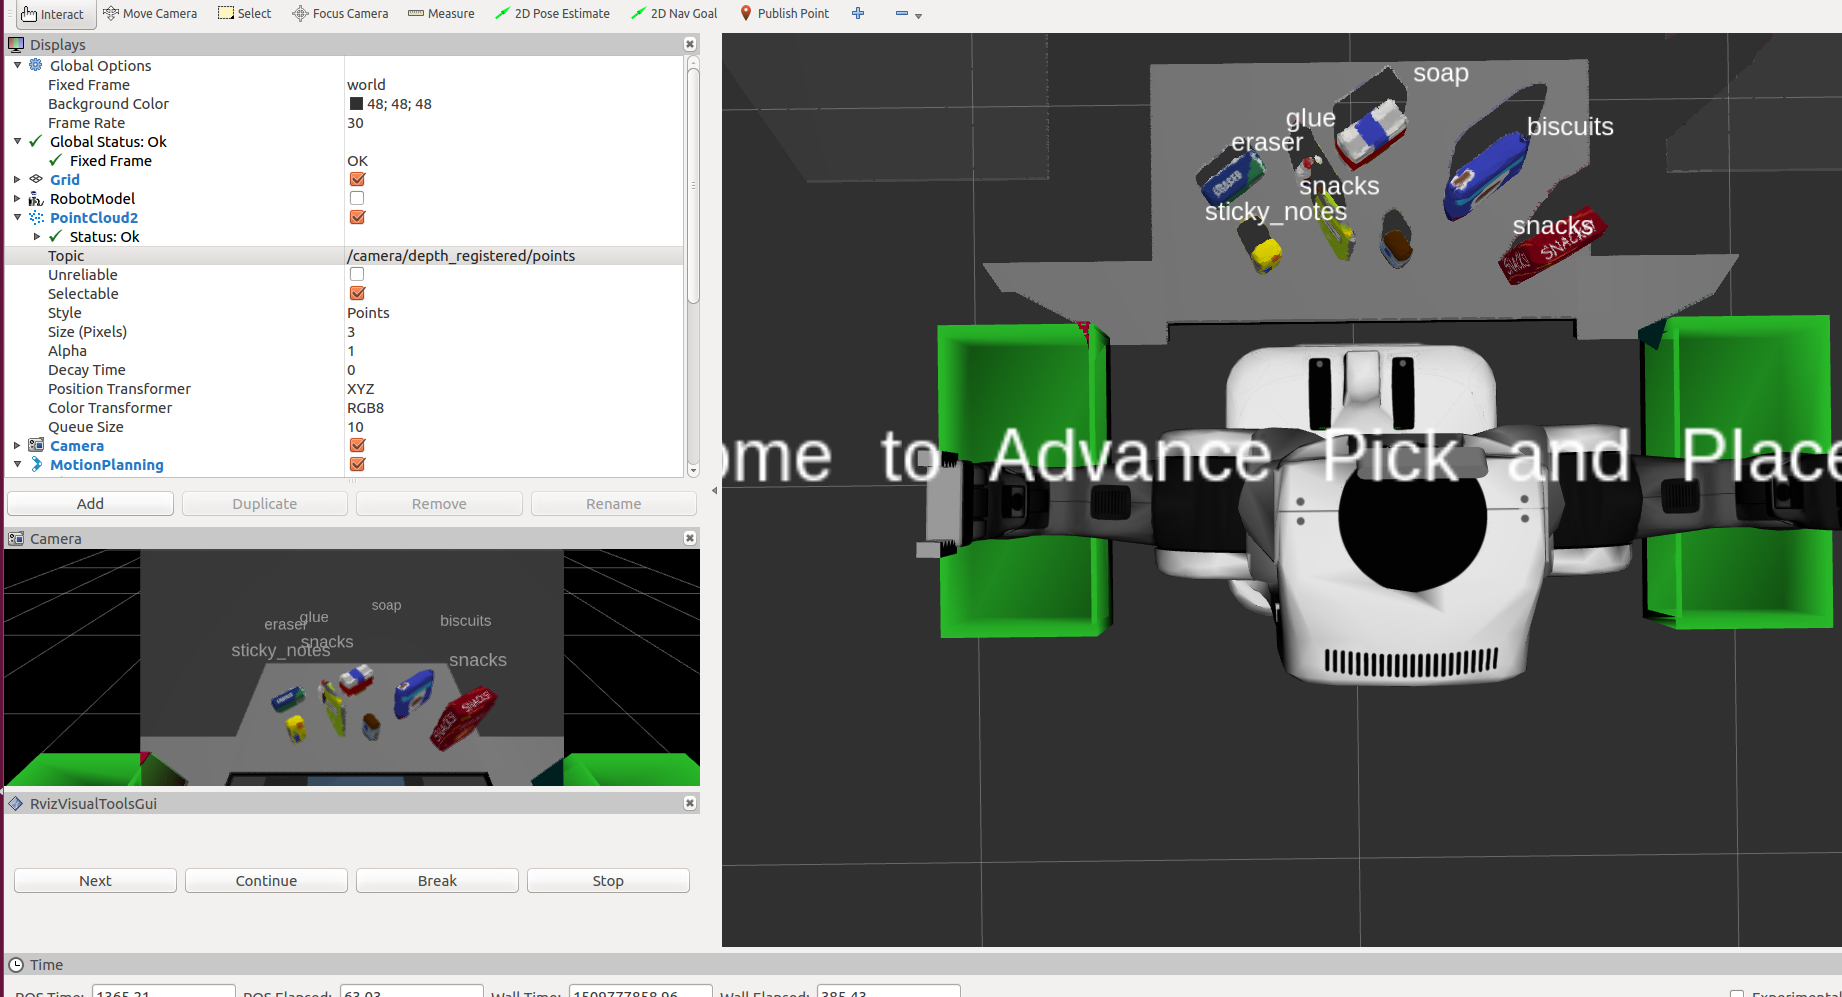 Interact Move Camera Select Focus Camera Measure 2D Pose Estimate 2D Nav Goal Publish Point
Displays
Global Options
Fixed Frame world
Background Color 48; 48; 48
Frame Rate 30
Global Status: Ok
Fixed Frame OK
Grid
RobotModel
PointCloud2
Status: Ok
Topic /camera/depth_registered/points
Unreliable
Selectable
Style Points
Size (Pixels) 3
Alpha 1
Decay Time 0
Position Transformer XYZ
Color Transformer RGB8
Queue Size 10
Camera
MotionPlanning
Add Duplicate Remove Rename
Camera
soap
glue
biscuits
eraser
snacks
sticky_notes
snacks
SNACKS
SNACKS
RvizVisualToolsGui
Next Continue Break Stop
soap
glue
biscuits
eraser
ERASER
snacks
sticky_notes
snacks
SNACKS
SNACKS
ome to Advance Pick and Place
Time
ROS Time: 1365.21 ROS Elapsed: 63.03 Wall Time: 1509777858.96 Wall Elapsed: 385.43 Experimental